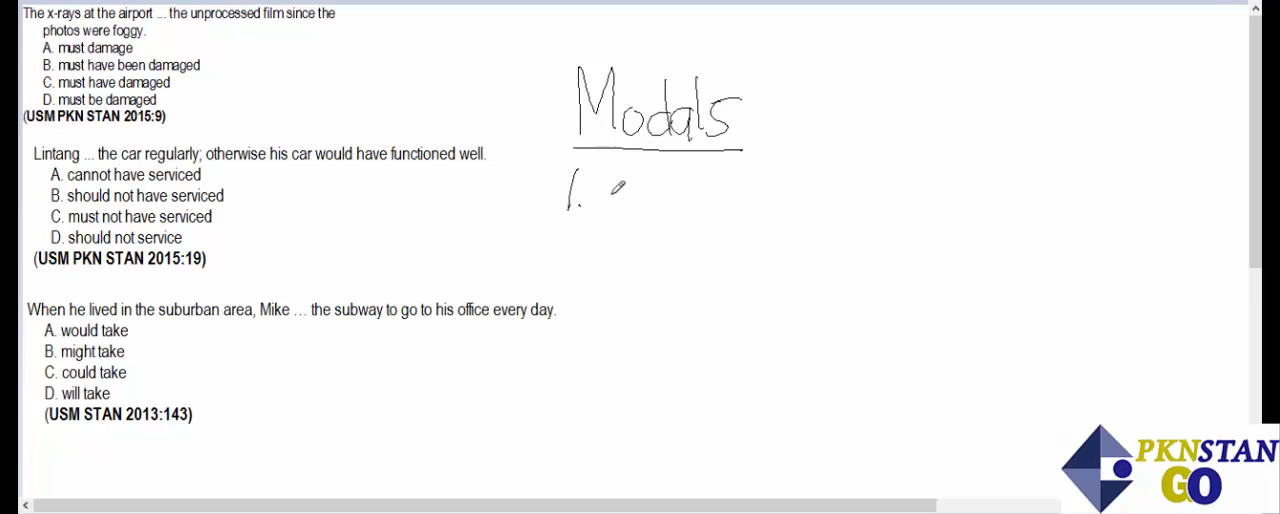 The x-rays at the airport ... the unprocessed film since the
photos were foggy.
A. must damage
B. must have been damaged
C. must have damaged
D. must be damaged
(USM PKN STAN 2015:9)
Lintang ... the car regularly; otherwise his car would have functioned well.
A. cannot have serviced
B. should not have serviced
C. must not have serviced
D. should not service
(USM PKN STAN 2015:19)
When he lived in the suburban area, Mike … the subway to go to his office every day.
A. would take
B. might take
C. could take
D. will take
(USM STAN 2013:143)
Modals
1.
PKNSTAN
GO